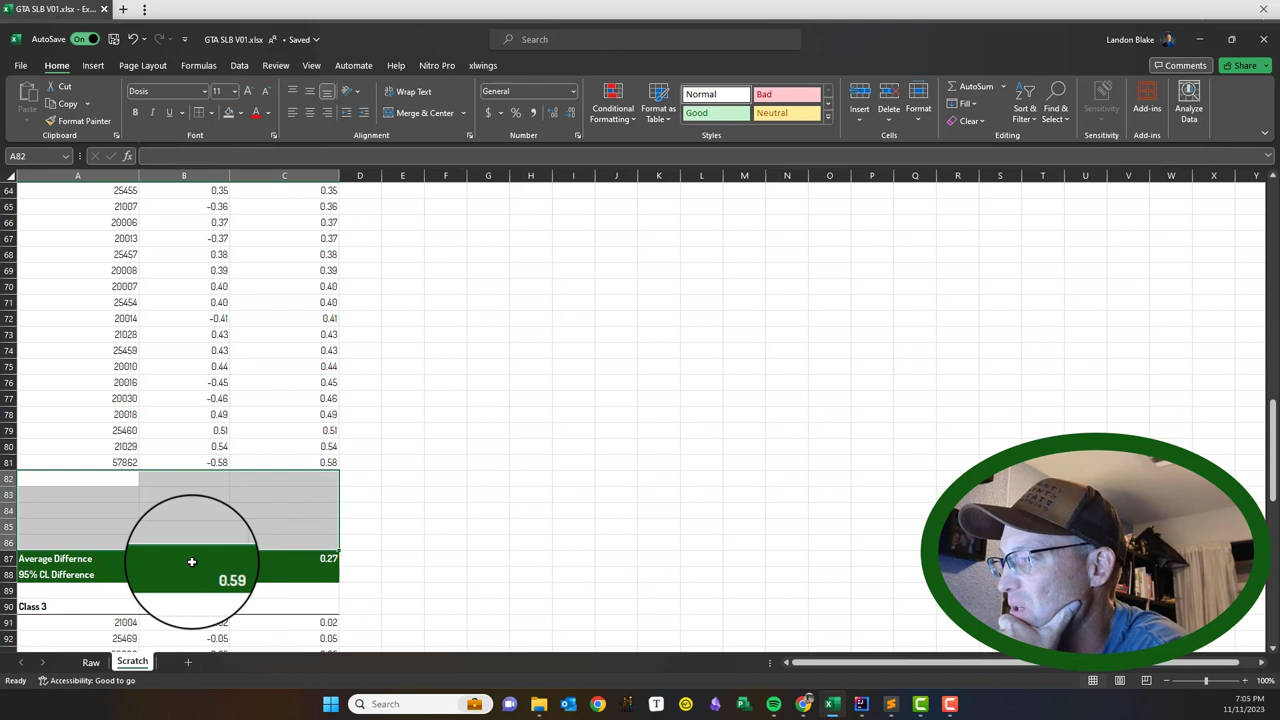 GTA SLB V01.xlsx
AutoSave On GTA SLB V01.xlsx • Saved Search Landon Blake
File Home Insert Page Layout Formulas Data Review View Automate Help Nitro Pro xlwings Comments Share
Paste Cut Copy Format Painter Clipboard
Dosis 11 Font
Wrap Text Merge & Center Alignment
General Number
Conditional Formatting Format as Table Normal Bad Good Neutral Styles
Insert Delete Format Cells
AutoSum Fill Clear Sort & Filter Find & Select Editing
Sensitivity Sensitivity
Add-ins Add-ins
Analyze Data
A82 fx
A B C D E F G H I J K L M N O P Q R S T U V W X Y
64 25455 0.35 0.35
65 21007 -0.36 0.36
66 20006 0.37 0.37
67 20013 -0.37 0.37
68 25457 0.38 0.38
69 20008 0.39 0.39
70 20007 0.40 0.40
71 25454 0.40 0.40
72 20014 -0.41 0.41
73 21028 0.43 0.43
74 25459 0.43 0.43
75 20010 0.44 0.44
76 20016 -0.45 0.45
77 20030 -0.46 0.46
78 20018 0.49 0.49
79 25460 0.51 0.51
80 21029 0.54 0.54
81 57862 -0.58 0.58
82
83
84
85
86
87 Average Differnce 0.27
88 95% CL Difference 0.59
89
90 Class 3
91 21004 0.02
92 25469 -0.05 0.05
Raw Scratch
Ready Accessibility: Good to go 100%
Search
7:05 PM
11/11/2023